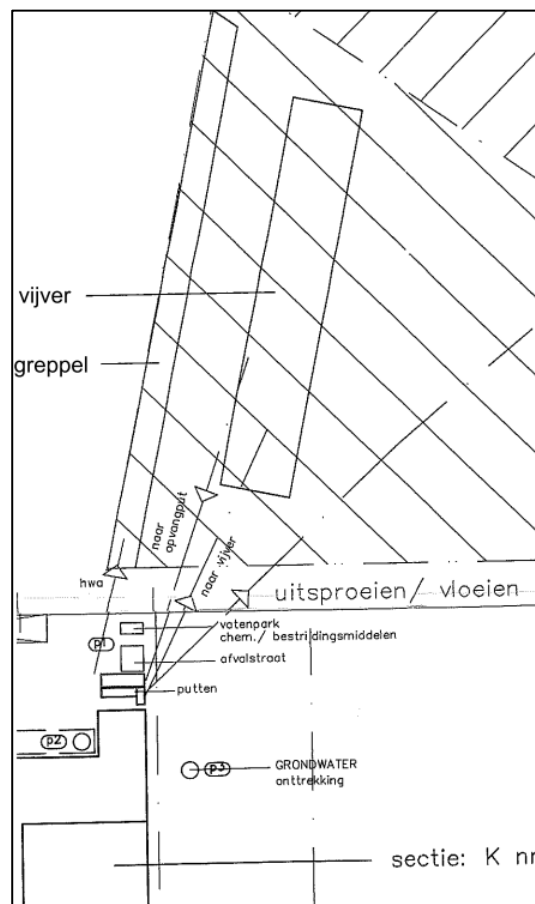 vijver
greppel
naar
opvangput
naar vijver
hwa
uitsproeien/ vloeien
vatenpark
chem./ bestridingsmiddelen
p1
afvalstraat
putten
p2
p3
GRONDWATER
onttrekking
sectie: K nr